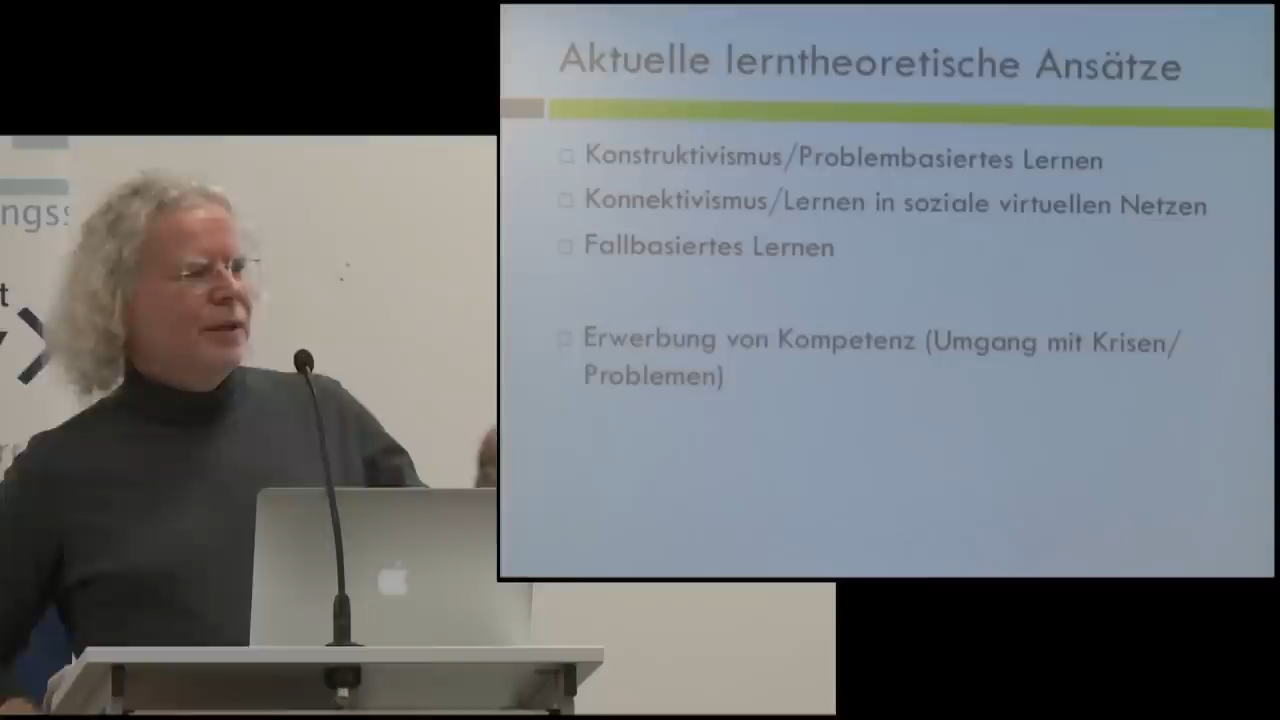 Aktuelle lerntheoretische Ansätze
Konstruktivismus/Problembasiertes Lernen
Konnektivismus/Lernen in soziale virtuellen Netzen
Fallbasiertes Lernen
Erwerbung von Kompetenz (Umgang mit Krisen/
Problemen)
ngss
t